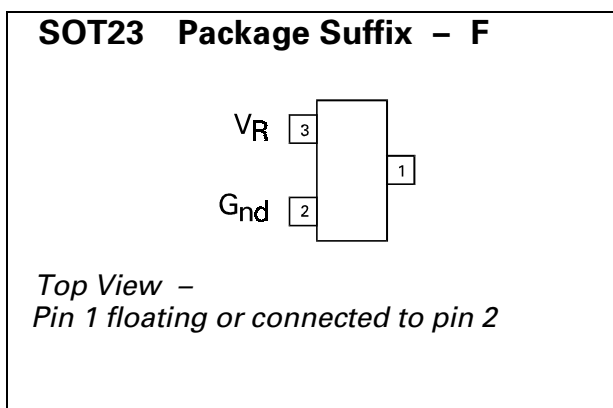 SOT23 Package Suffix – F
VR 3
1
Gnd 2
Top View –
Pin 1 floating or connected to pin 2